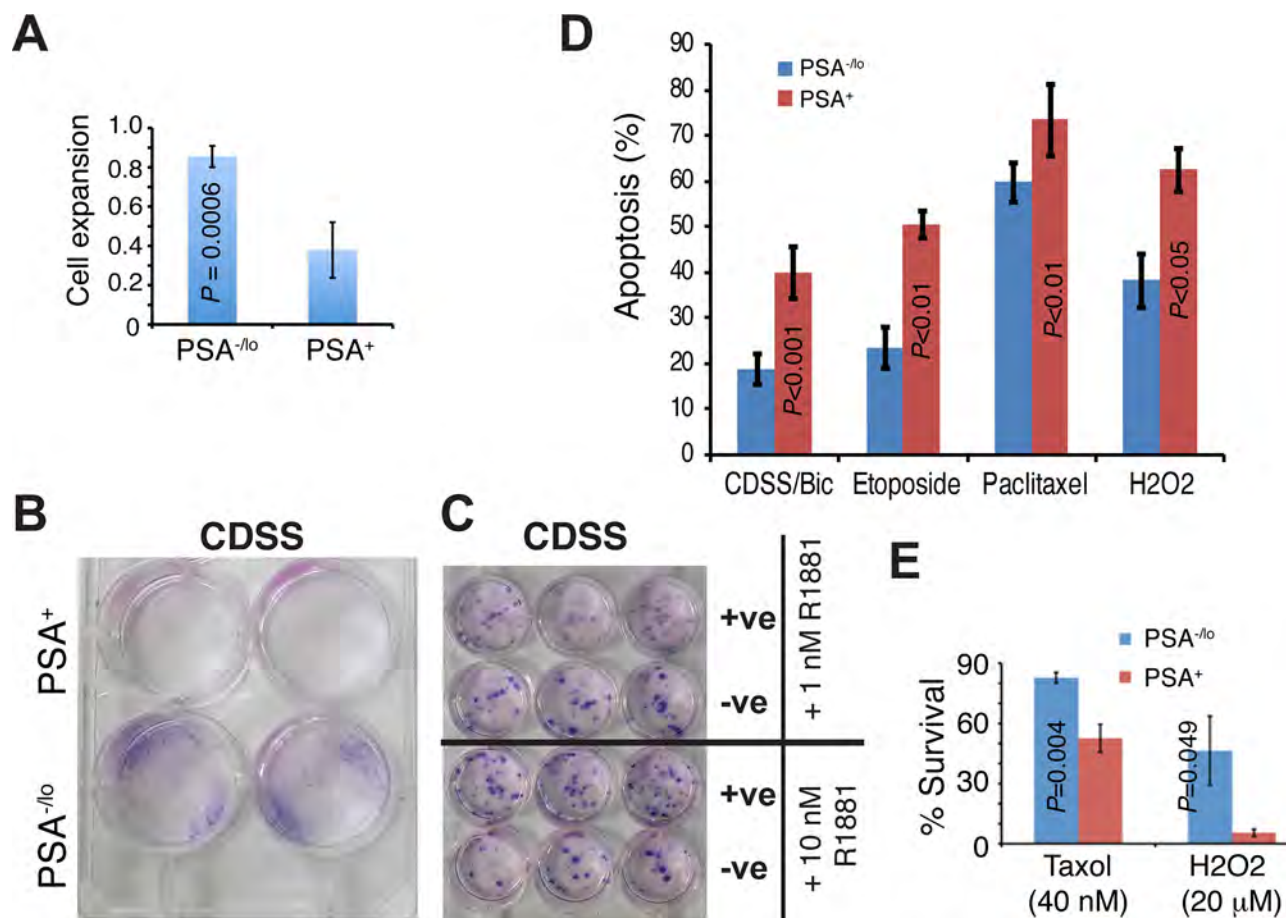 A
Cell expansion
1.0
0.8
0.6
0.4
0.2
0
P = 0.0006
PSA-/lo
PSA+
D
Apoptosis (%)
90
80
70
60
50
40
30
20
10
0
PSA-/lo
PSA+
P<0.001
P<0.01
P<0.01
P<0.05
CDSS/Bic Etoposide Paclitaxel H2O2
B
CDSS
PSA+
PSA-/lo
C
CDSS
+ve
-ve
+ 1 nM R1881
+ve
-ve
+ 10 nM
R1881
E
% Survival
90
60
30
0
PSA-/lo
PSA+
P=0.004
P=0.049
Taxol
(40 nM)
H2O2
(20 µM)